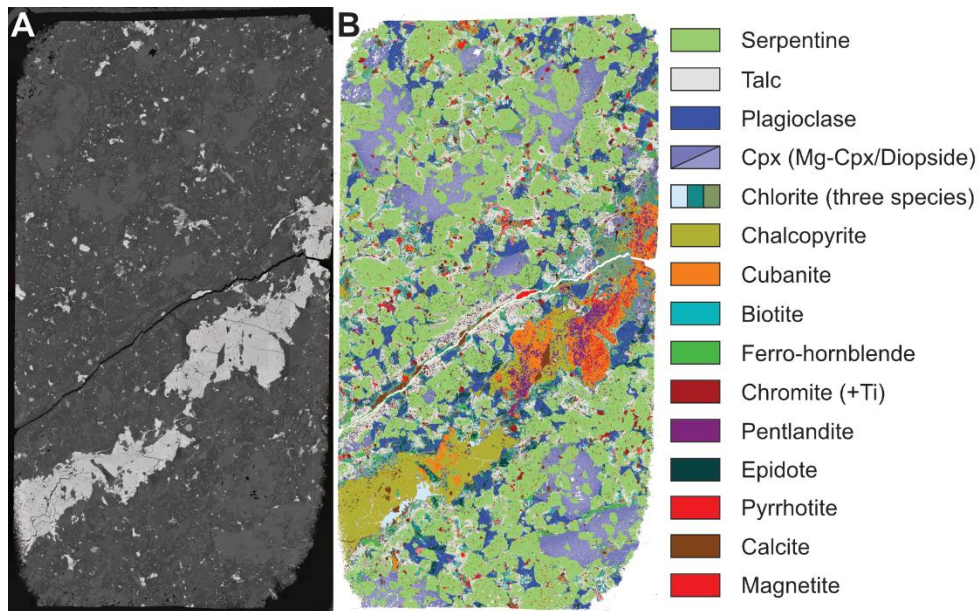 A
B
Serpentine
Talc
Plagioclase
Cpx (Mg-Cpx/Diopside)
Chlorite (three species)
Chalcopyrite
Cubanite
Biotite
Ferro-hornblende
Chromite (+Ti)
Pentlandite
Epidote
Pyrrhotite
Calcite
Magnetite